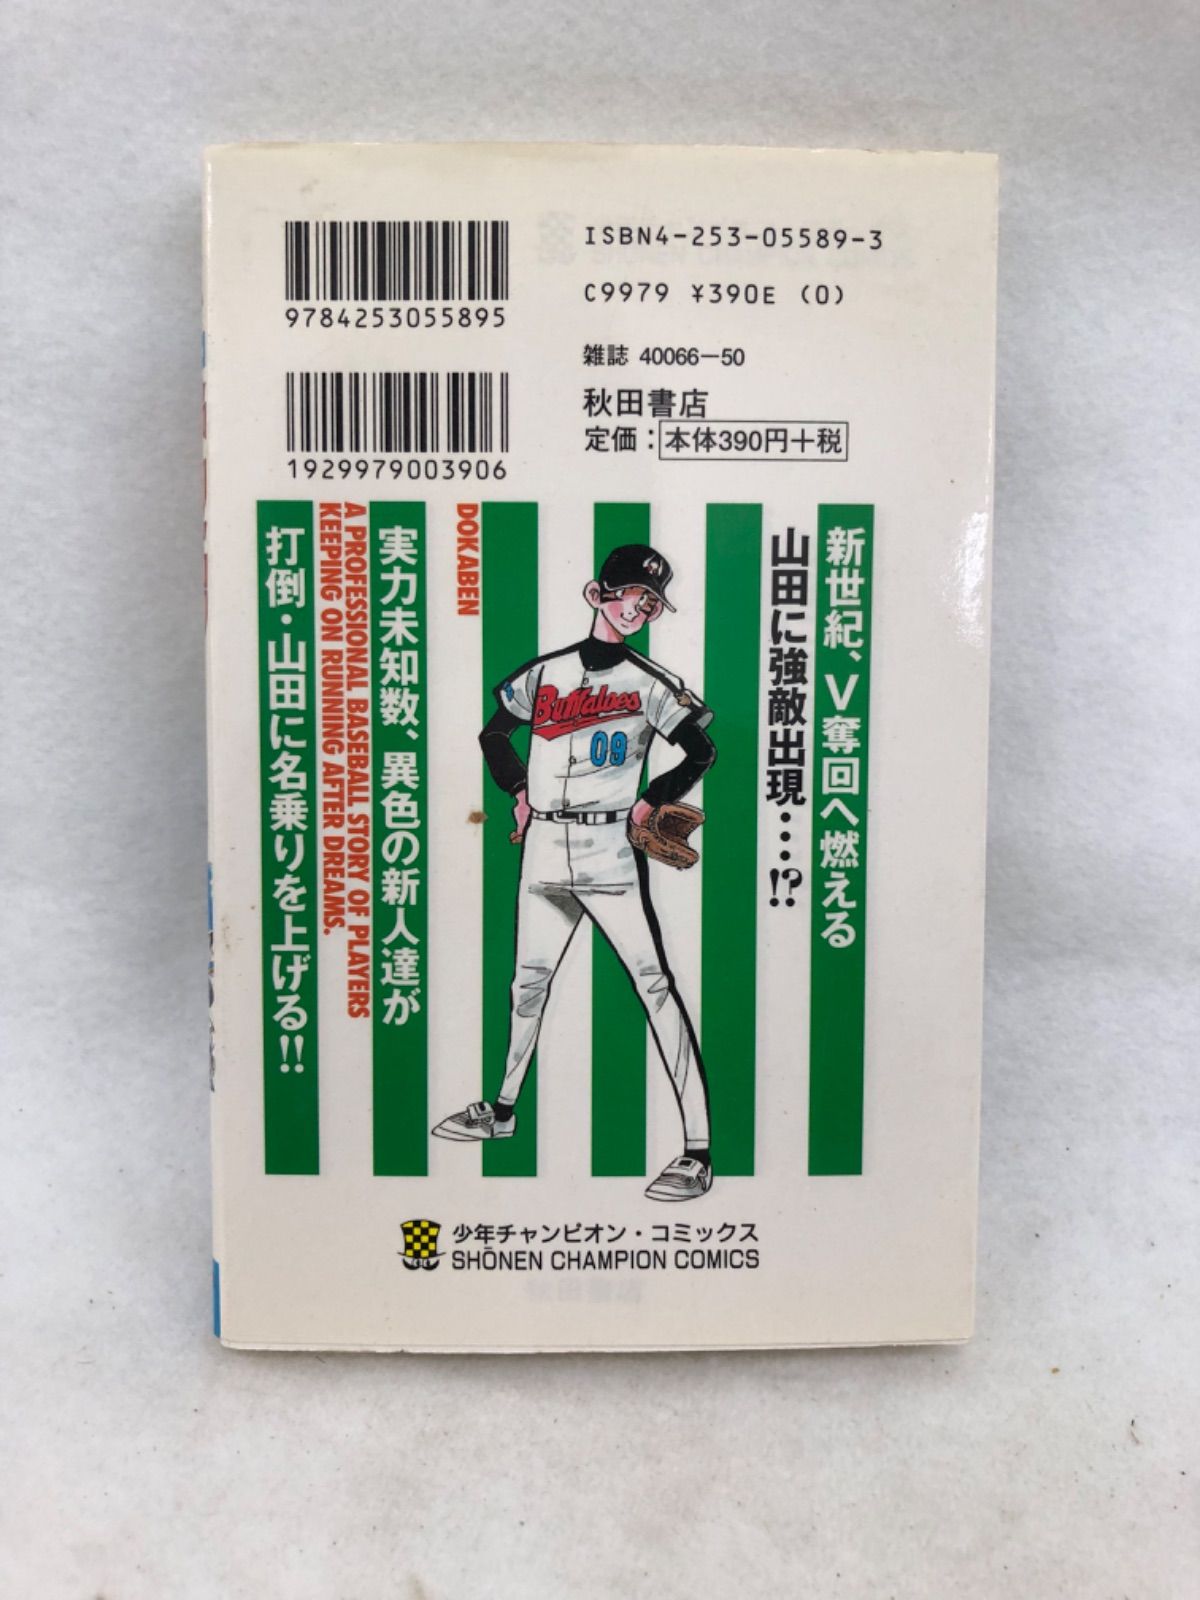 9784253055895
ISBN4-253-05589-3
C9979 ¥390E (0)
1929979003906
雑誌 40066-50
秋田書店
定価：本体390円＋税
新世紀、V奪回へ燃える
山田に強敵出現…!?
DOKABEN
実力未知数、異色の新人達が
A PROFESSIONAL BASEBALL STORY OF PLAYERS
KEEPING ON RUNNING AFTER DREAMS.
打倒・山田に名乗りを上げる!!
Buffaloes
09
少年チャンピオン・コミックス
SHŌNEN CHAMPION COMICS